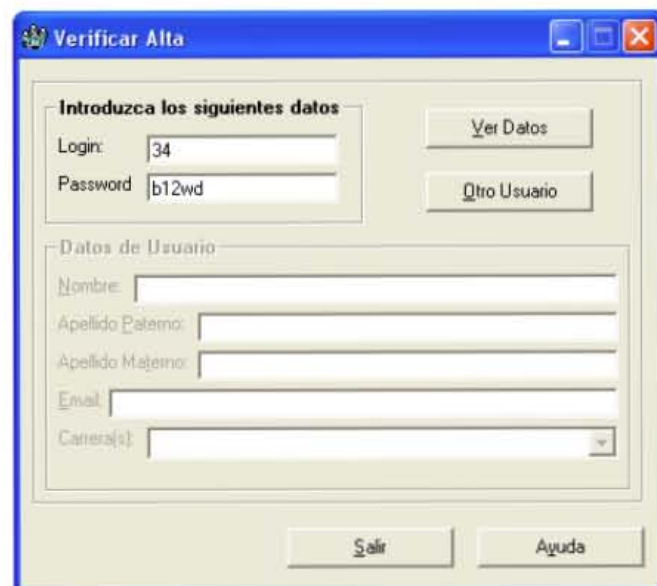 Verificar Alta
Introduzca los siguientes datos
Login: 34
Password b12wd
Ver Datos
Otro Usuario
Datos de Usuario
Nombre:
Apellido Paterno:
Apellido Materno:
Email:
Carrera(s):
Salir
Ayuda